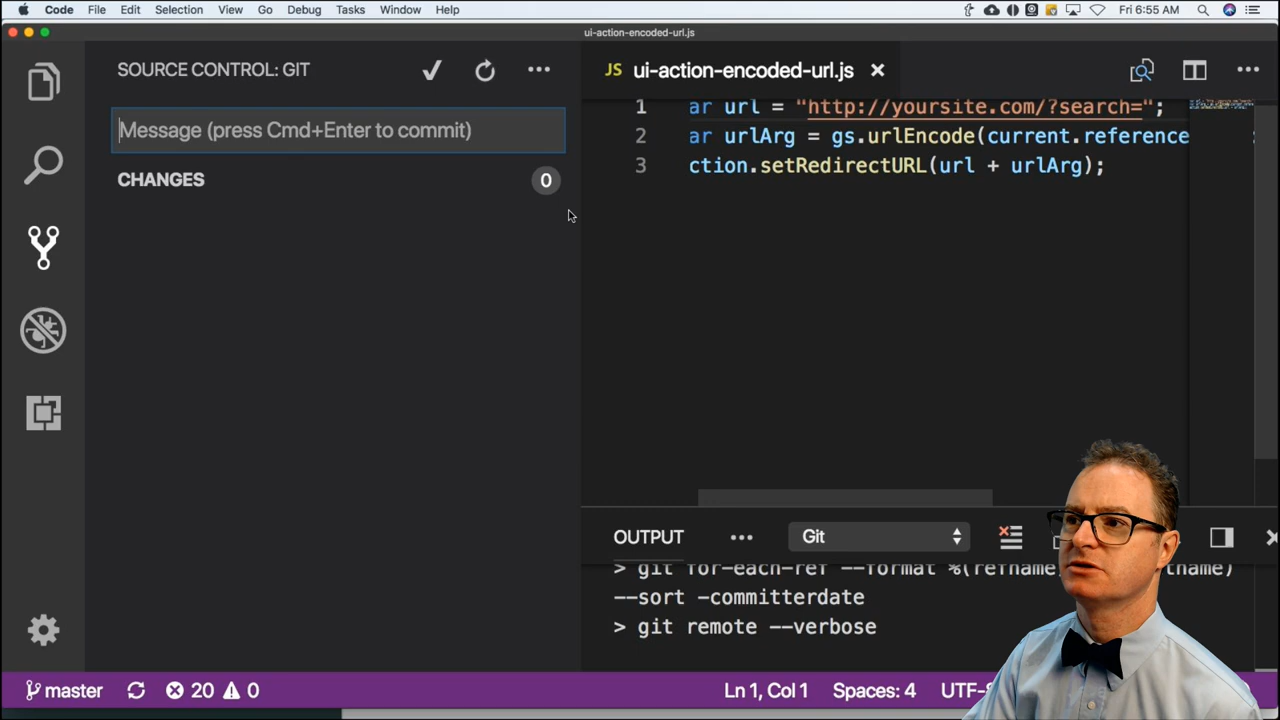 Code File Edit Selection View Go Debug Tasks Window Help Fri 6:55 AM
ui-action-encoded-url.js
SOURCE CONTROL: GIT
JS ui-action-encoded-url.js
Message (press Cmd+Enter to commit)
CHANGES 0
1 ar url = "http://yoursite.com/?search=";
2 ar urlArg = gs.urlEncode(current.reference
3 ction.setRedirectURL(url + urlArg);
OUTPUT Git
> git for-each-ref --format %(refname) tname)
--sort -committerdate
> git remote --verbose
master 20 0 Ln 1, Col 1 Spaces: 4 UTF-8